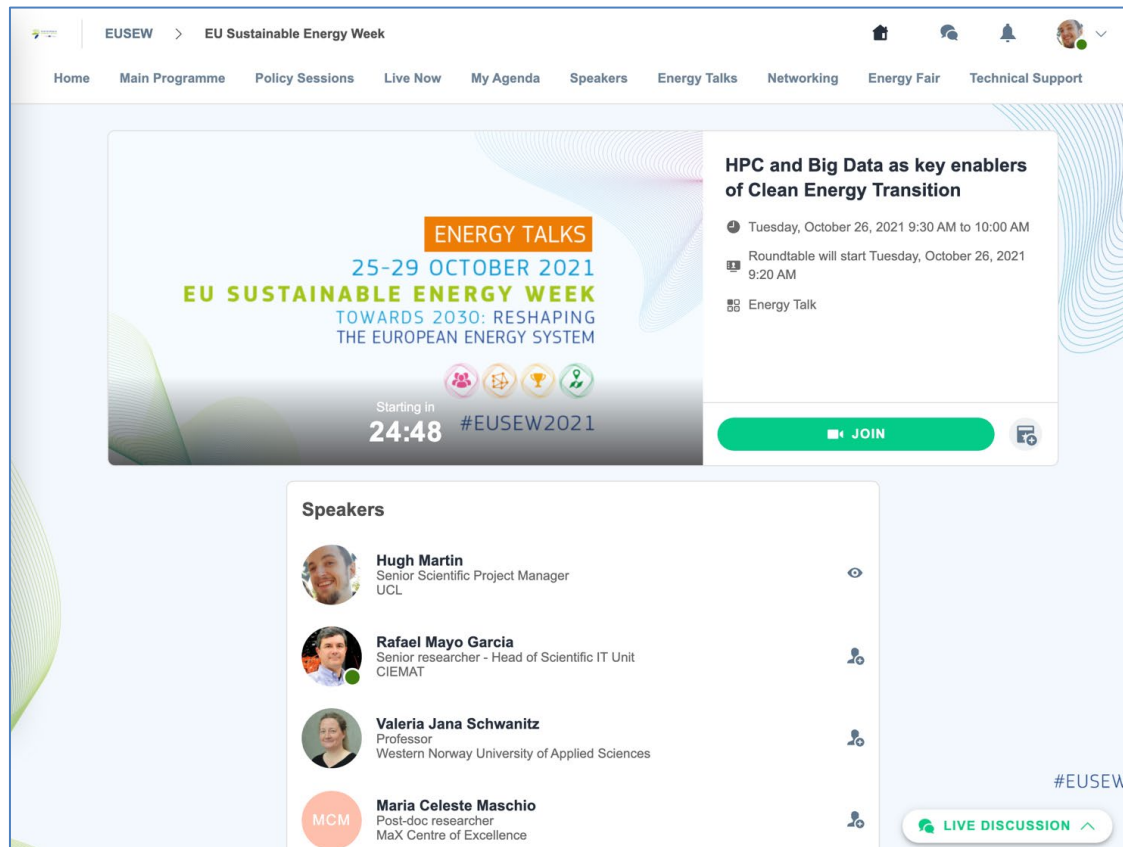 EUSEW > EU Sustainable Energy Week
Home Main Programme Policy Sessions Live Now My Agenda Speakers Energy Talks Networking Energy Fair Technical Support
ENERGY TALKS
25-29 OCTOBER 2021
EU SUSTAINABLE ENERGY WEEK
TOWARDS 2030: RESHAPING
THE EUROPEAN ENERGY SYSTEM
Starting in
24:48
#EUSEW2021
HPC and Big Data as key enablers
of Clean Energy Transition
Tuesday, October 26, 2021 9:30 AM to 10:00 AM
Roundtable will start Tuesday, October 26, 2021
9:20 AM
Energy Talk
JOIN
Speakers
Hugh Martin
Senior Scientific Project Manager
UCL
Rafael Mayo Garcia
Senior researcher - Head of Scientific IT Unit
CIEMAT
Valeria Jana Schwanitz
Professor
Western Norway University of Applied Sciences
MCM
Maria Celeste Maschio
Post-doc researcher
MaX Centre of Excellence
#EUSEW
LIVE DISCUSSION